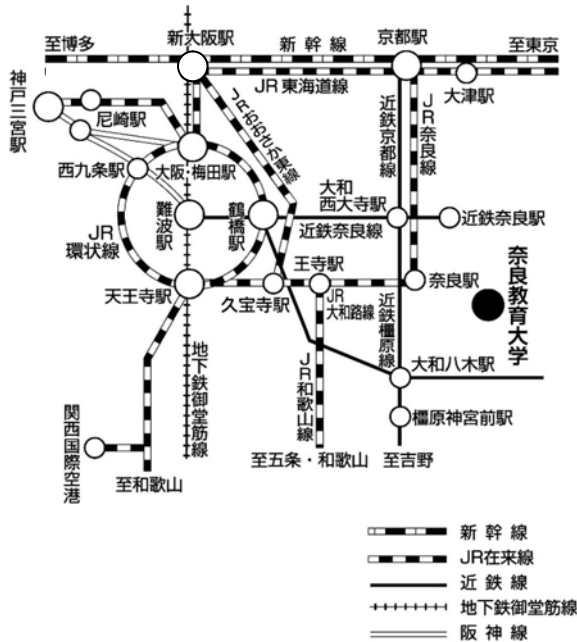 至博多
新大阪駅
新幹線
京都駅
至東京
JR東海道線
大津駅
神戸三宮駅
尼崎駅
JRおおさか東線
近鉄京都線
JR奈良線
西九条駅
大阪・梅田駅
大和
西大寺駅
難波駅
鶴橋駅
近鉄奈良線
近鉄奈良駅
JR
環状線
王寺駅
奈良駅
奈良教育大学
天王寺駅
久宝寺駅
JR
大和路線
近鉄橿原線
地下鉄御堂筋線
JR和歌山線
大和八木駅
橿原神宮前駅
関西国際空港
至和歌山
至五条・和歌山
至吉野
新幹線
JR在来線
近鉄線
地下鉄御堂筋線
阪神線